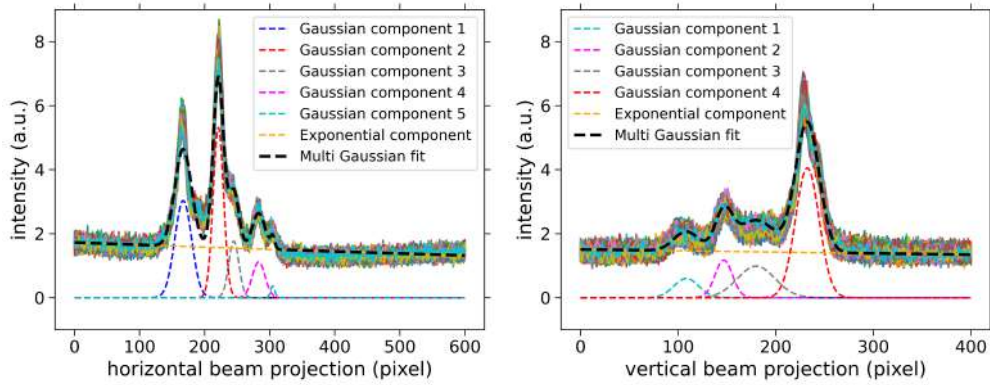 8
6
4
2
0
intensity (a.u.)
Gaussian component 1
Gaussian component 2
Gaussian component 3
Gaussian component 4
Gaussian component 5
Exponential component
Multi Gaussian fit
0 100 200 300 400 500 600
horizontal beam projection (pixel)
8
6
4
2
0
intensity (a.u.)
Gaussian component 1
Gaussian component 2
Gaussian component 3
Gaussian component 4
Exponential component
Multi Gaussian fit
0 100 200 300 400
vertical beam projection (pixel)